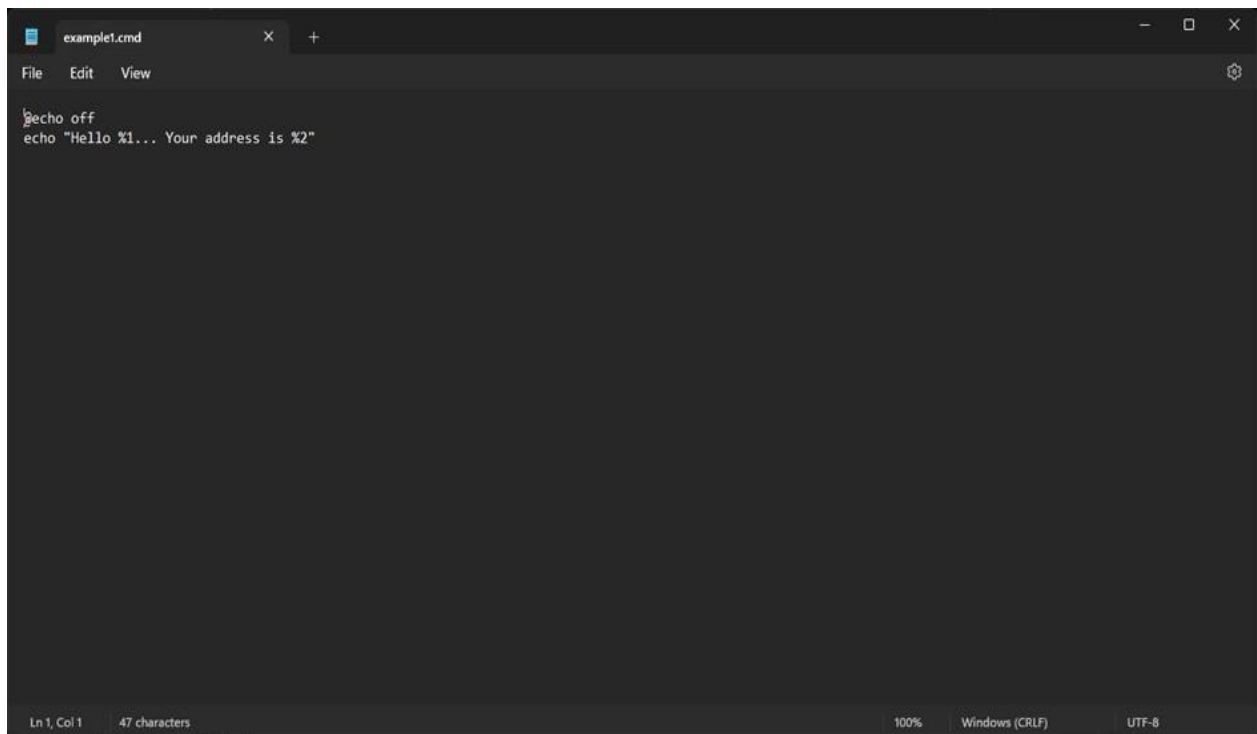 example1.cmd
File Edit View
@echo off
echo "Hello %1... Your address is %2"
Ln 1, Col 1 47 characters 100% Windows (CRLF) UTF-8